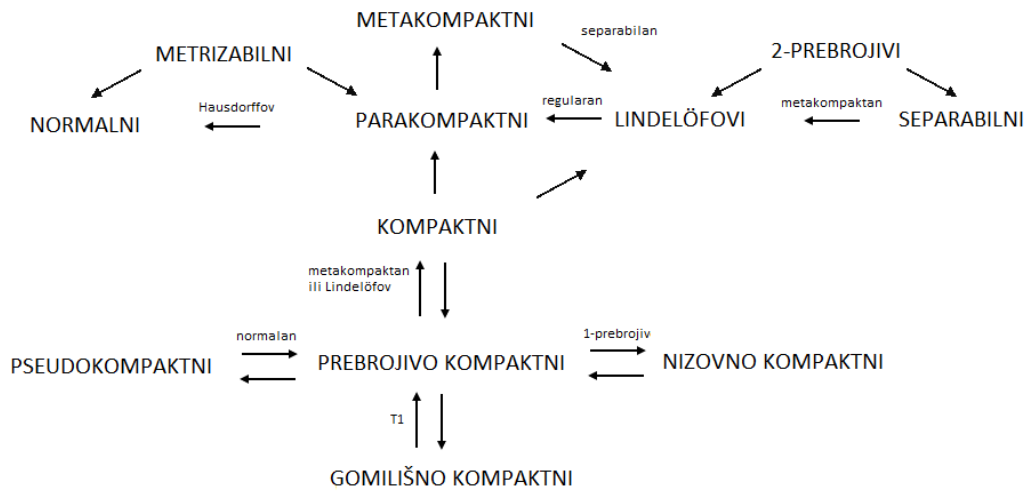 METAKOMPAKTNI
separabilan
METRIZABILNI
2-PREBROJIVI
Hausdorffov
regularan
metakompaktan
NORMALNI
PARAKOMPAKTNI
LINDELÖFOVI
SEPARABILNI
KOMPAKTNI
metakompaktan
ili Lindelöfov
normalan
1-prebrojiv
PSEUDOKOMPAKTNI
PREBROJIVO KOMPAKTNI
NIZOVNO KOMPAKTNI
T1
GOMILIŠNO KOMPAKTNI